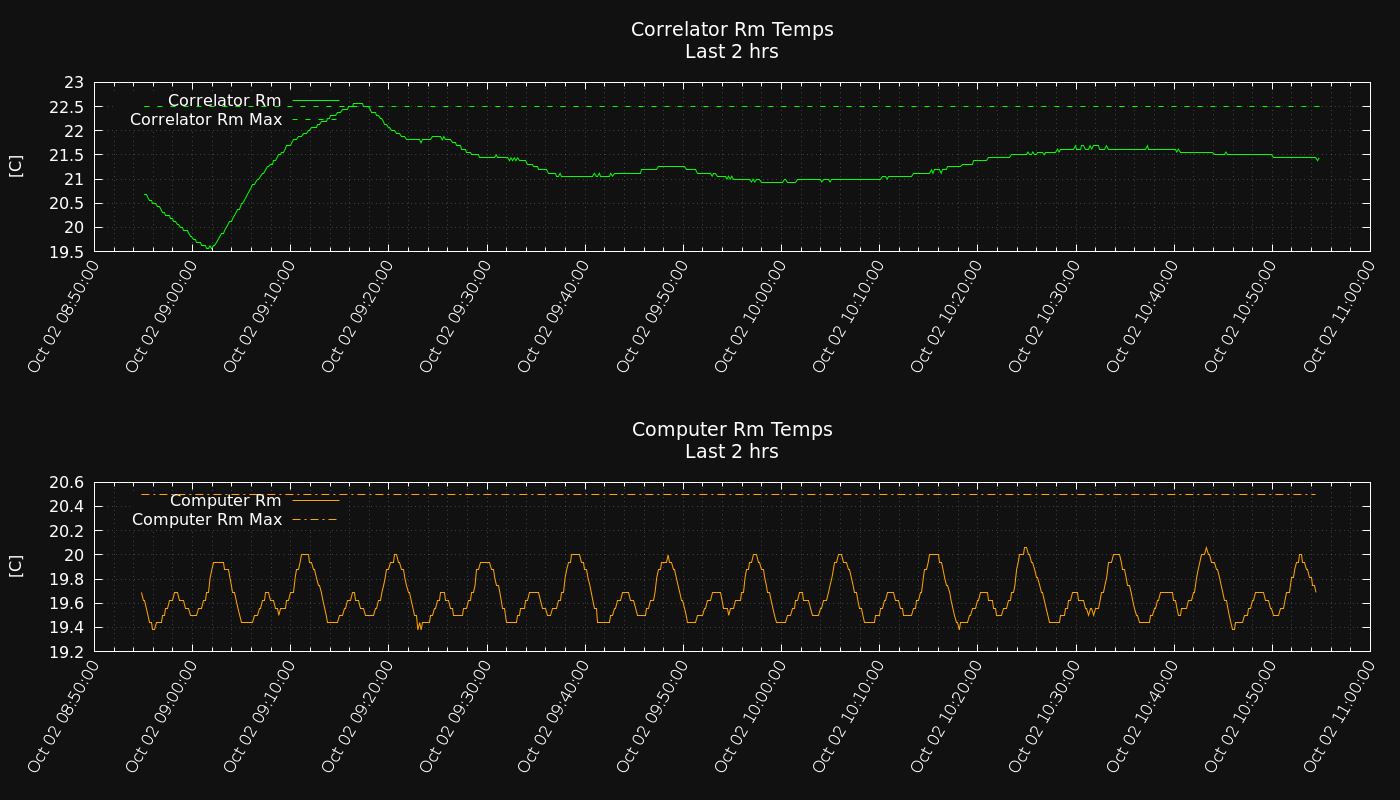 Correlator Rm Temps
Last 2 hrs
23
22.5
22
21.5
21
20.5
20
19.5
[C]
Correlator Rm
Correlator Rm Max
Oct 02 08:50:00
Oct 02 09:00:00
Oct 02 09:10:00
Oct 02 09:20:00
Oct 02 09:30:00
Oct 02 09:40:00
Oct 02 09:50:00
Oct 02 10:00:00
Oct 02 10:10:00
Oct 02 10:20:00
Oct 02 10:30:00
Oct 02 10:40:00
Oct 02 10:50:00
Oct 02 11:00:00
Computer Rm Temps
Last 2 hrs
20.6
20.4
20.2
20
19.8
19.6
19.4
19.2
[C]
Computer Rm
Computer Rm Max
Oct 02 08:50:00
Oct 02 09:00:00
Oct 02 09:10:00
Oct 02 09:20:00
Oct 02 09:30:00
Oct 02 09:40:00
Oct 02 09:50:00
Oct 02 10:00:00
Oct 02 10:10:00
Oct 02 10:20:00
Oct 02 10:30:00
Oct 02 10:40:00
Oct 02 10:50:00
Oct 02 11:00:00